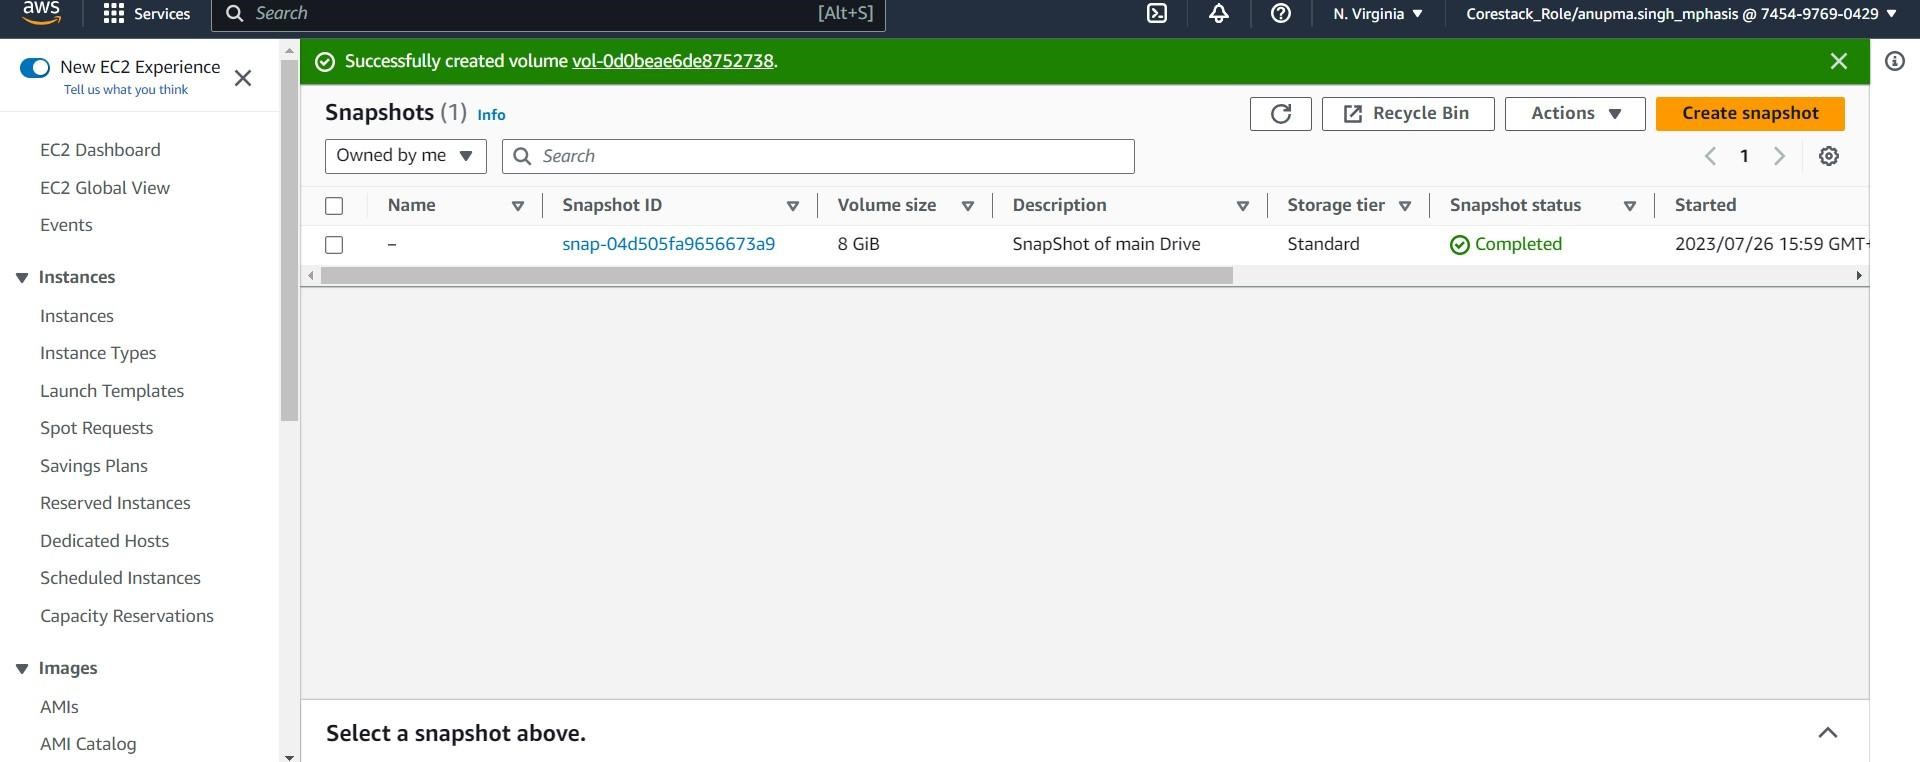 aws
Services
Search
[Alt+S]
N. Virginia
Corestack_Role/anupma.singh_mphasis @ 7454-9769-0429
New EC2 Experience
Tell us what you think
EC2 Dashboard
EC2 Global View
Events
Instances
Instances
Instance Types
Launch Templates
Spot Requests
Savings Plans
Reserved Instances
Dedicated Hosts
Scheduled Instances
Capacity Reservations
Images
AMIs
AMI Catalog
Successfully created volume vol-0d0beae6de8752738.
Snapshots (1) Info
Recycle Bin
Actions
Create snapshot
Owned by me
Search
1
Name Snapshot ID Volume size Description Storage tier Snapshot status Started
– snap-04d505fa9656673a9 8 GiB SnapShot of main Drive Standard Completed 2023/07/26 15:59 GMT+
Select a snapshot above.